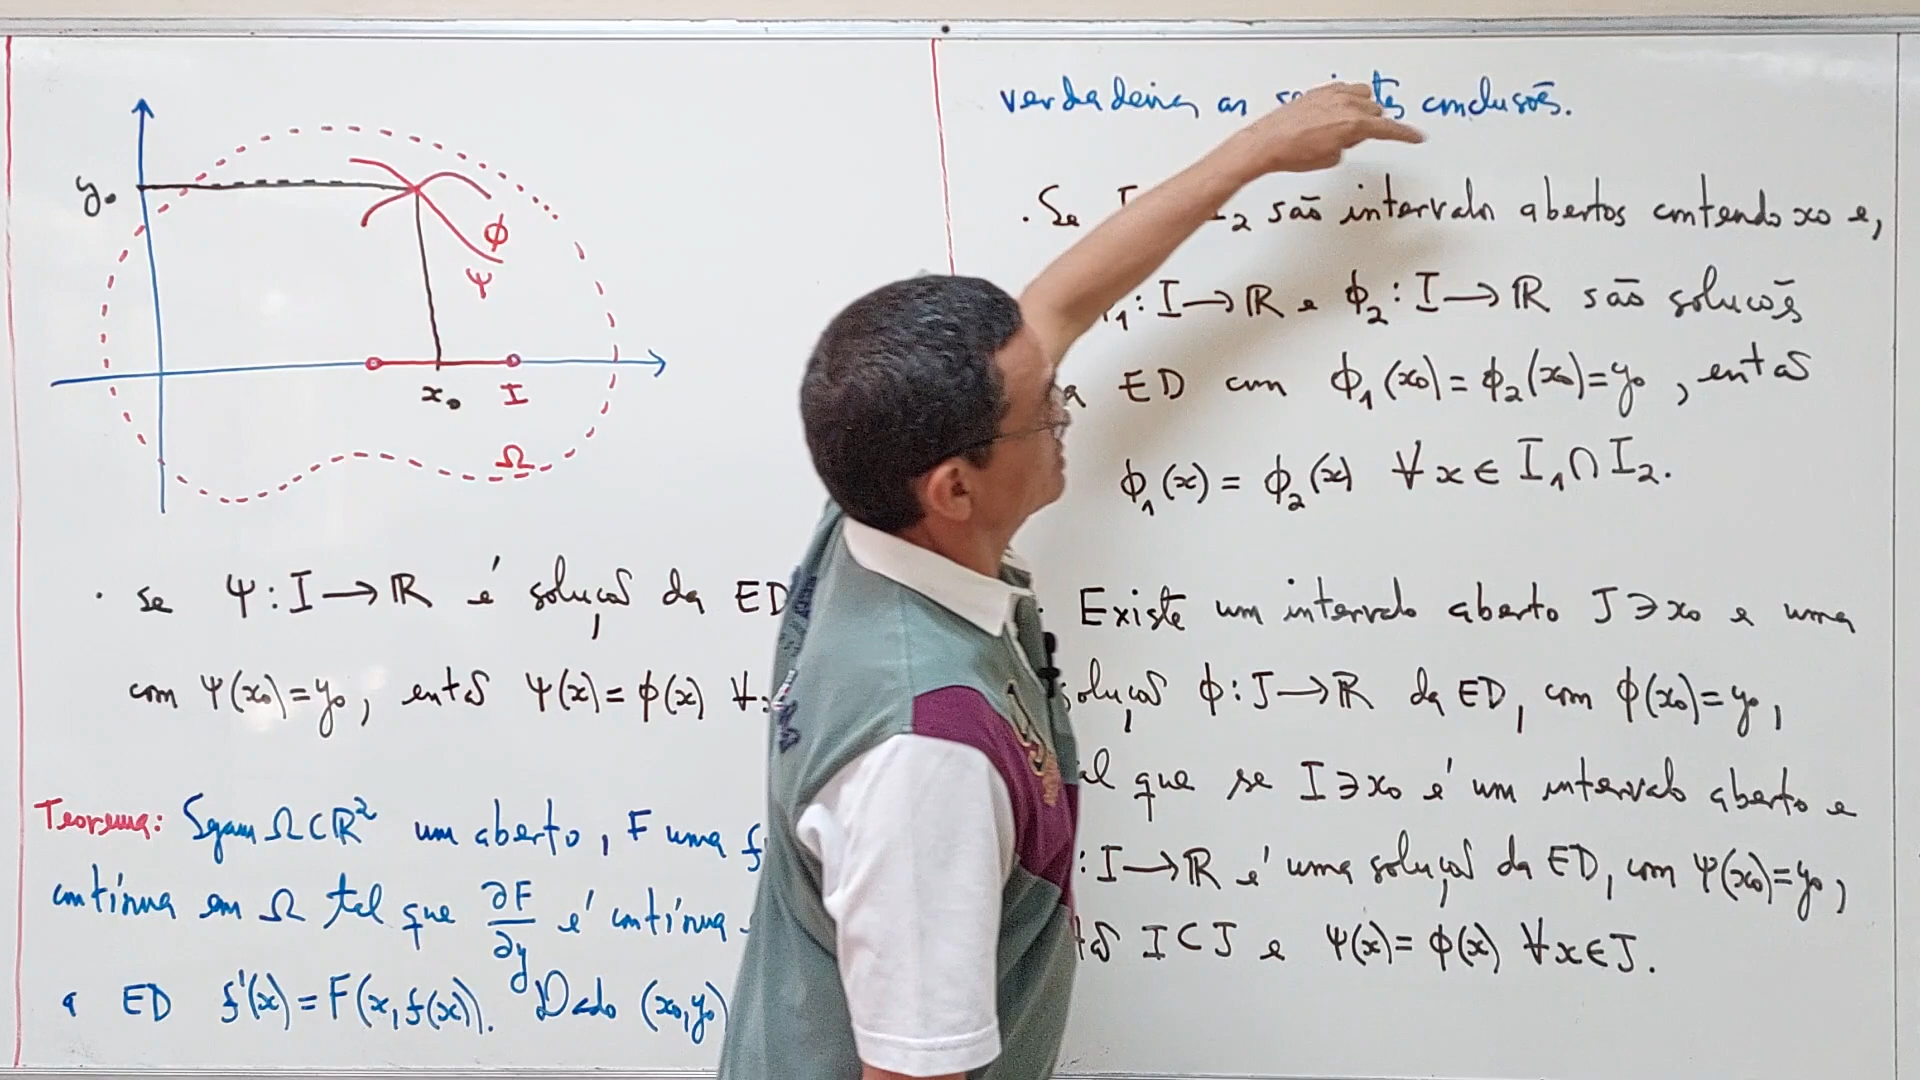 y₀
ϕ
ψ
x₀ I
Ω
· se ψ : I → ℝ é solução da ED
com ψ(x₀) = y₀, então ψ(x) = ϕ(x) ∀
Teorema: Sejam Ω ⊂ ℝ² um aberto, F uma
contínua em Ω tal que ∂F/∂y é contínua
a ED f'(x) = F(x, f(x)). Dado (x₀, y₀)
verdadeira as conclusões.
· Se I₂ são intervalos abertos contendo x₀ e,
₁ : I → ℝ e ϕ₂ : I → ℝ são soluções
a ED com ϕ₁(x₀) = ϕ₂(x₀) = y₀, então
ϕ₁(x) = ϕ₂(x) ∀ x ∈ I₁ ∩ I₂.
· Existe um intervalo aberto J ∋ x₀ e uma
solução ϕ : J → ℝ da ED, com ϕ(x₀) = y₀,
al que se I ∋ x₀ é um intervalo aberto e
: I → ℝ é uma solução da ED, com ψ(x₀) = y₀,
I ⊂ J e ψ(x) = ϕ(x) ∀ x ∈ J.